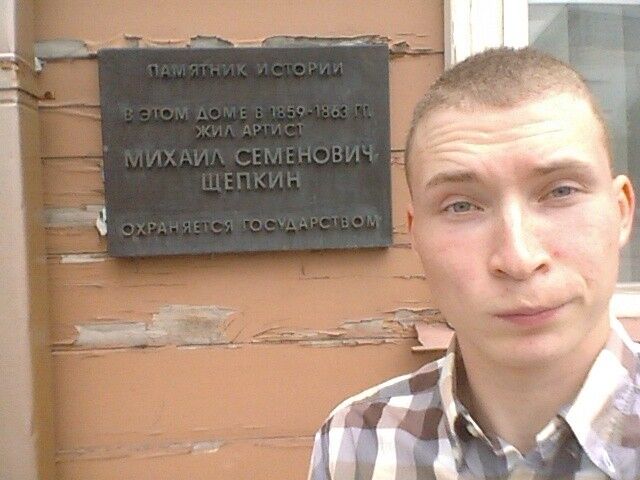 ПАМЯТНИК ИСТОРИИ
В ЭТОМ ДОМЕ В 1859-1863 ГГ.
ЖИЛ АРТИСТ
МИХАИЛ СЕМЕНОВИЧ
ЩЕПКИН
ОХРАНЯЕТСЯ ГОСУДАРСТВОМ